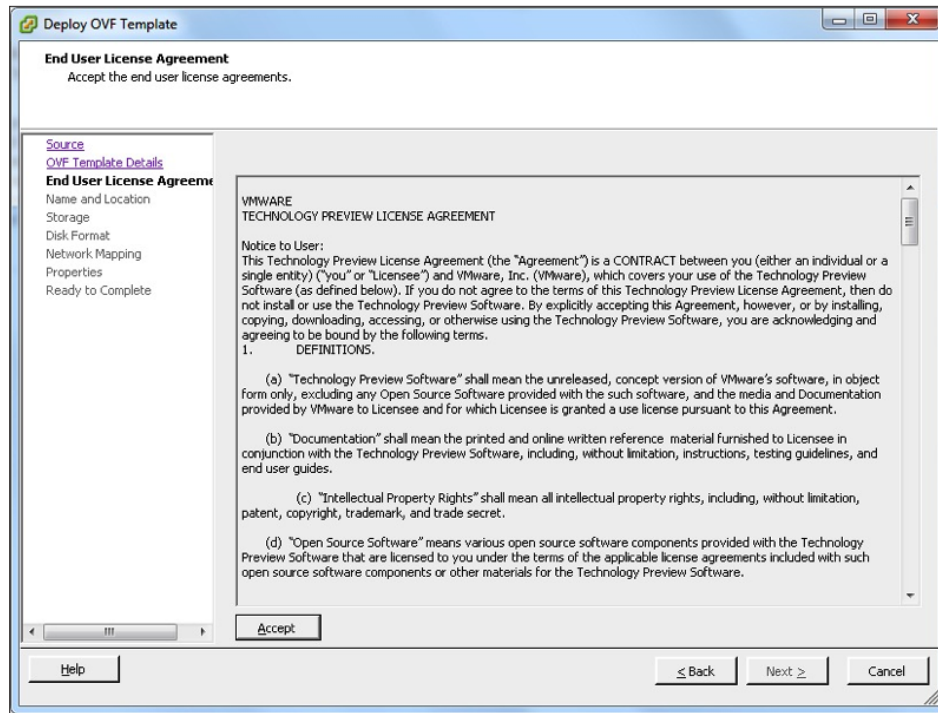 Deploy OVF Template
End User License Agreement
Accept the end user license agreements.
Source
OVF Template Details
End User License Agreeme
Name and Location
Storage
Disk Format
Network Mapping
Properties
Ready to Complete
VMWARE
TECHNOLOGY PREVIEW LICENSE AGREEMENT
Notice to User:
This Technology Preview License Agreement (the "Agreement") is a CONTRACT between you (either an individual or a
single entity) ("you" or "Licensee") and VMware, Inc. (VMware), which covers your use of the Technology Preview
Software (as defined below). If you do not agree to the terms of this Technology Preview License Agreement, then do
not install or use the Technology Preview Software. By explicitly accepting this Agreement, however, or by installing,
copying, downloading, accessing, or otherwise using the Technology Preview Software, you are acknowledging and
agreeing to be bound by the following terms.
1. DEFINITIONS.
(a) "Technology Preview Software" shall mean the unreleased, concept version of VMware's software, in object
form only, excluding any Open Source Software provided with the such software, and the media and Documentation
provided by VMware to Licensee and for which Licensee is granted a use license pursuant to this Agreement.
(b) "Documentation" shall mean the printed and online written reference material furnished to Licensee in
conjunction with the Technology Preview Software, including, without limitation, instructions, testing guidelines, and
end user guides.
(c) "Intellectual Property Rights" shall mean all intellectual property rights, including, without limitation,
patent, copyright, trademark, and trade secret.
(d) "Open Source Software" means various open source software components provided with the Technology
Preview Software that are licensed to you under the terms of the applicable license agreements included with such
open source software components or other materials for the Technology Preview Software.
Accept
Help
< Back
Next >
Cancel